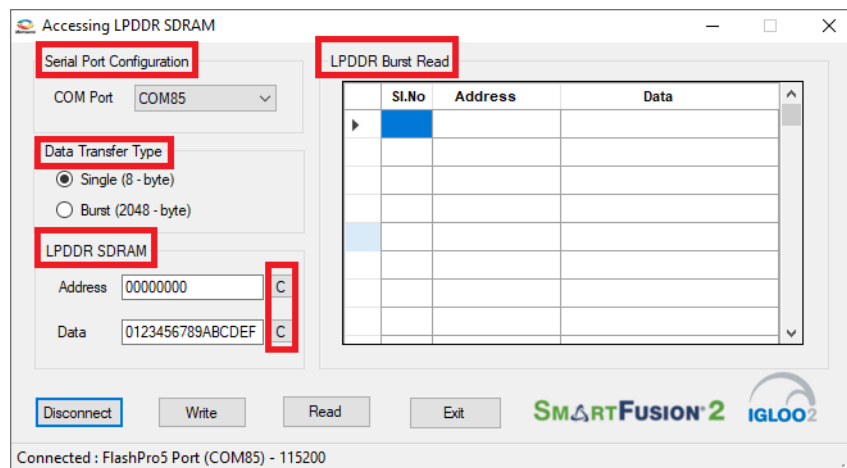 Accessing LPDDR SDRAM
Serial Port Configuration
COM Port COM85
Data Transfer Type
Single (8 - byte)
Burst (2048 - byte)
LPDDR SDRAM
Address 00000000 C
Data 0123456789ABCDEF C
LPDDR Burst Read
Sl.No Address Data
Disconnect Write Read Exit SMARTFUSION®2 IGLOO2
Connected : FlashPro5 Port (COM85) - 115200